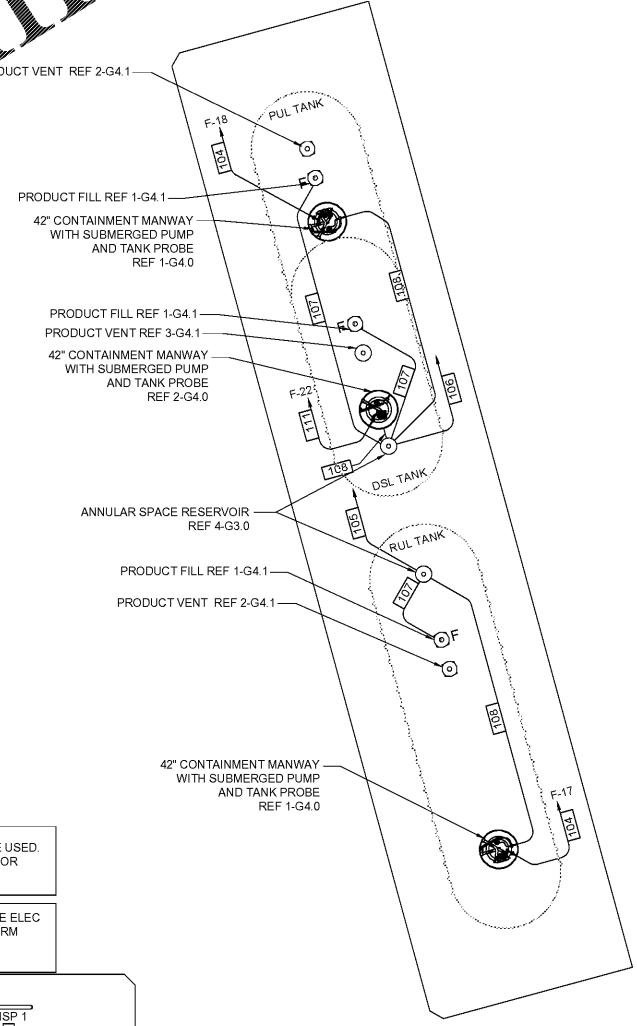 DUCT VENT REF 2-G4.1
PUL TANK
F-18
104
PRODUCT FILL REF 1-G4.1
F
42" CONTAINMENT MANWAY
WITH SUBMERGED PUMP
AND TANK PROBE
REF 1-G4.0
108
107
PRODUCT FILL REF 1-G4.1
F
PRODUCT VENT REF 3-G4.1
42" CONTAINMENT MANWAY
WITH SUBMERGED PUMP
AND TANK PROBE
REF 2-G4.0
107
106
F-22
111
108
DSL TANK
ANNULAR SPACE RESERVOIR
REF 4-G3.0
105
RUL TANK
PRODUCT FILL REF 1-G4.1
107
F
PRODUCT VENT REF 2-G4.1
108
42" CONTAINMENT MANWAY
WITH SUBMERGED PUMP
AND TANK PROBE
REF 1-G4.0
F-17
104
E USED.
OR
E ELEC
RM
ISP 1